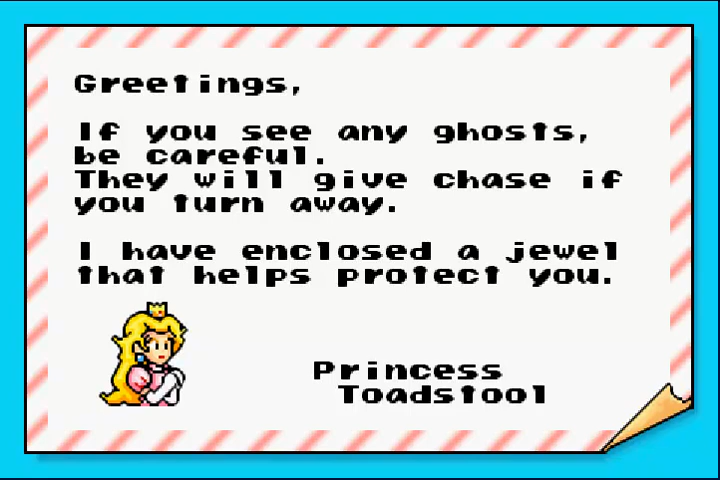 Greetings,
If you see any ghosts,
be careful.
They will give chase if
you turn away.
I have enclosed a jewel
that helps protect you.
Princess
Toadstool